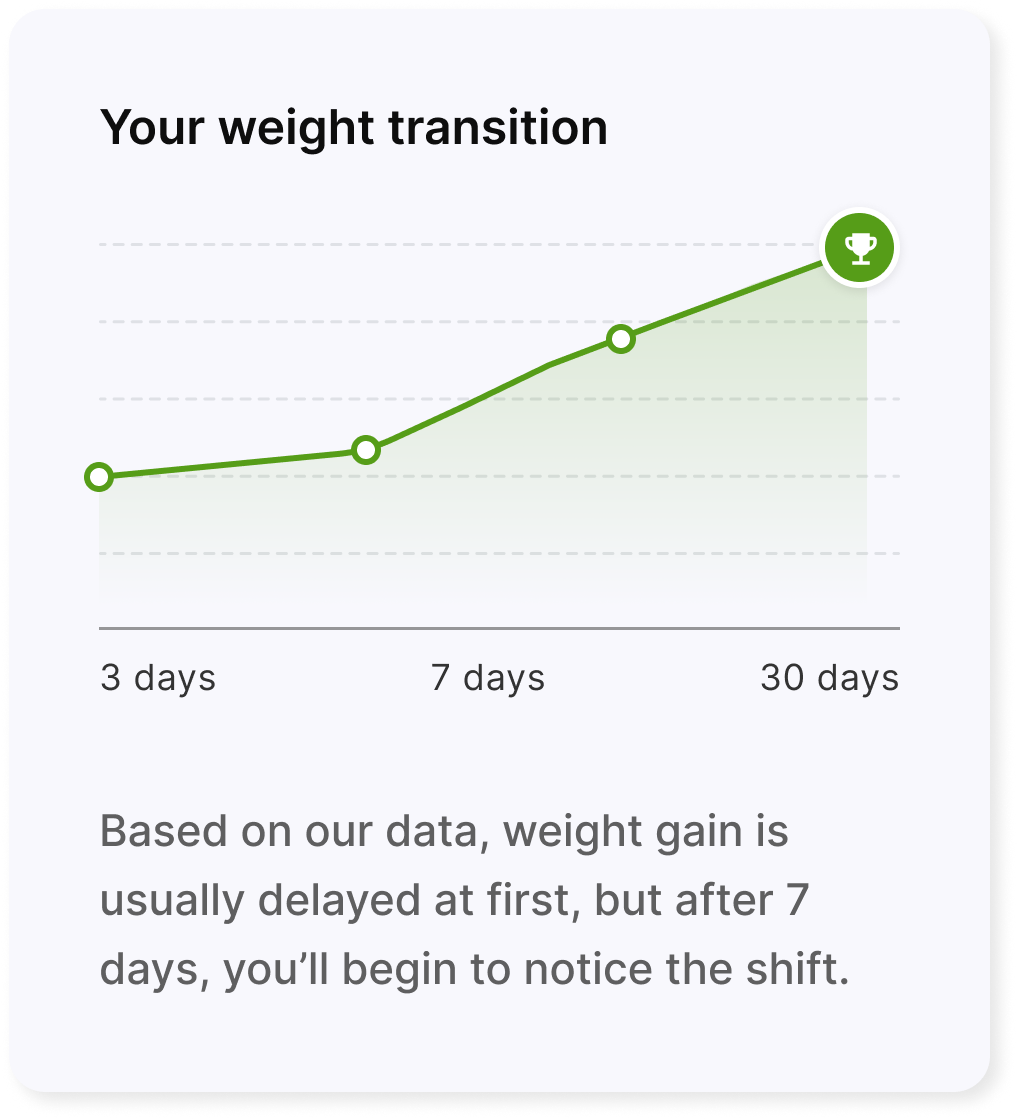 Your weight transition
3 days 7 days 30 days
Based on our data, weight gain is
usually delayed at first, but after 7
days, you’ll begin to notice the shift.